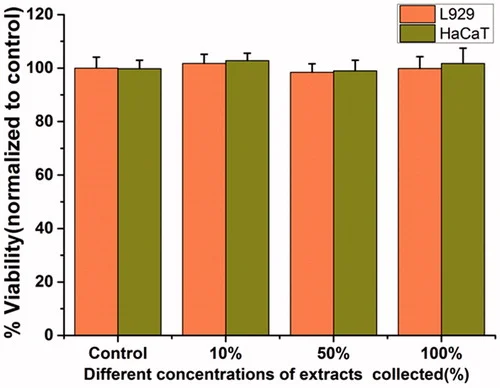 % Viability(normalized to control)
120
100
80
60
40
20
0
L929
HaCaT
Control 10% 50% 100%
Different concentrations of extracts collected(%)